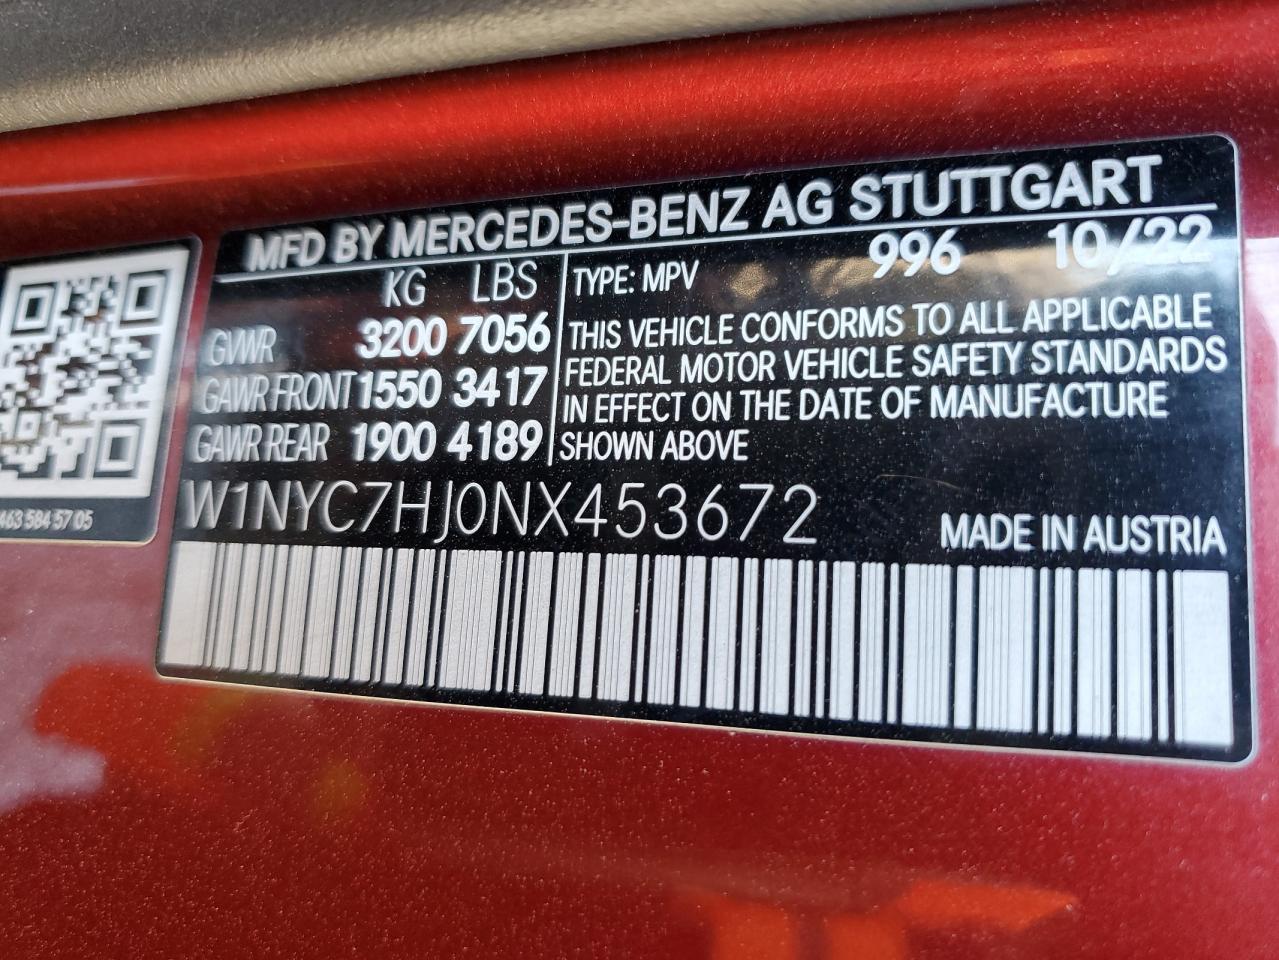 MFD BY MERCEDES-BENZ AG STUTTGART
KG LBS
GVWR 3200 7056
GAWR FRONT 1550 3417
GAWR REAR 1900 4189
TYPE: MPV 996 10/22
THIS VEHICLE CONFORMS TO ALL APPLICABLE
FEDERAL MOTOR VEHICLE SAFETY STANDARDS
IN EFFECT ON THE DATE OF MANUFACTURE
SHOWN ABOVE
W1NYC7HJ0NX453672
MADE IN AUSTRIA
463 584 57 05